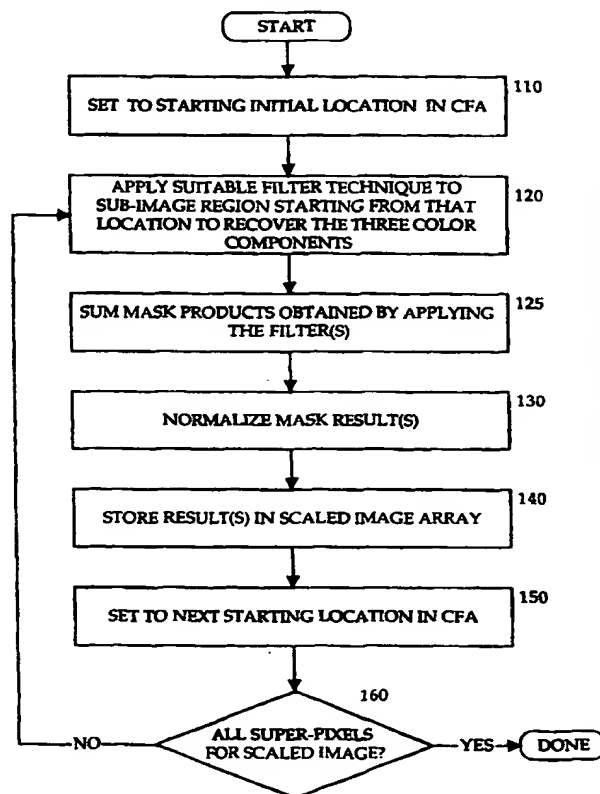 START
110
SET TO STARTING INITIAL LOCATION IN CFA
120
APPLY SUITABLE FILTER TECHNIQUE TO
SUB-IMAGE REGION STARTING FROM THAT
LOCATION TO RECOVER THE THREE COLOR
COMPONENTS
125
SUM MASK PRODUCTS OBTAINED BY APPLYING
THE FILTER(S)
130
NORMALIZE MASK RESULT(S)
140
STORE RESULT(S) IN SCALED IMAGE ARRAY
150
SET TO NEXT STARTING LOCATION IN CFA
160
ALL SUPER-PIXELS
FOR SCALED IMAGE?
NO
YES
DONE